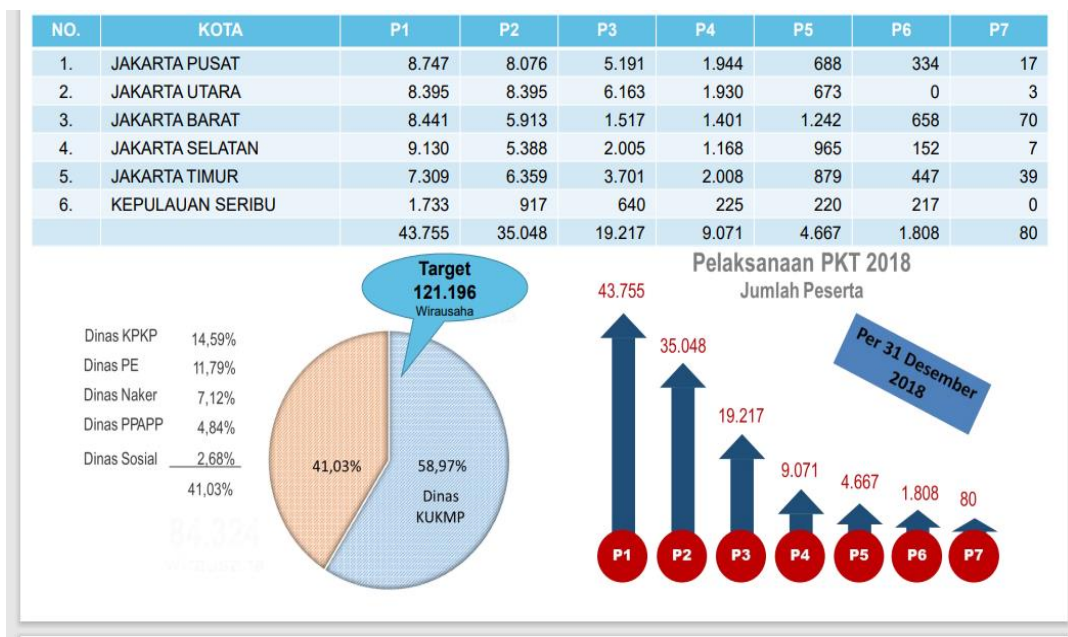 NO. KOTA P1 P2 P3 P4 P5 P6 P7
1. JAKARTA PUSAT 8.747 8.076 5.191 1.944 688 334 17
2. JAKARTA UTARA 8.395 8.395 6.163 1.930 673 0 3
3. JAKARTA BARAT 8.441 5.913 1.517 1.401 1.242 658 70
4. JAKARTA SELATAN 9.130 5.388 2.005 1.168 965 152 7
5. JAKARTA TIMUR 7.309 6.359 3.701 2.008 879 447 39
6. KEPULAUAN SERIBU 1.733 917 640 225 220 217 0
43.755 35.048 19.217 9.071 4.667 1.808 80
Target
121.196
Wirausaha
Dinas KPKP 14,59%
Dinas PE 11,79%
Dinas Naker 7,12%
Dinas PPAPP 4,84%
Dinas Sosial 2,68%
41,03%
84.324
wirausaha
41,03%
58,97%
Dinas
KUKMP
Pelaksanaan PKT 2018
Jumlah Peserta
Per 31 Desember
2018
43.755
35.048
19.217
9.071
4.667
1.808
80
P1 P2 P3 P4 P5 P6 P7